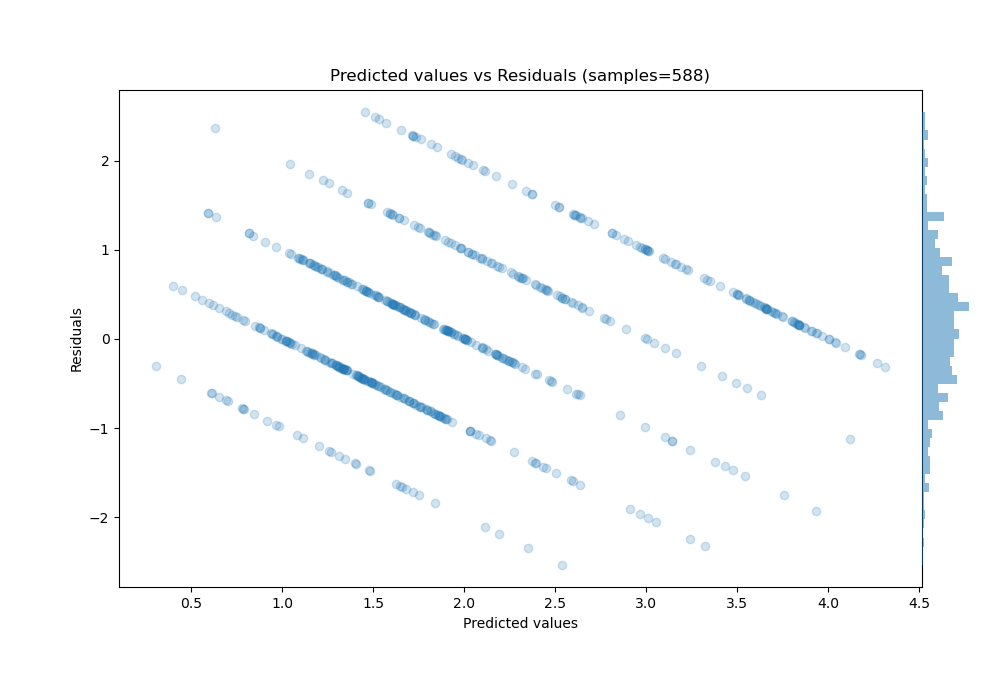 Predicted values vs Residuals (samples=588)
2
1
0
−1
−2
Residuals
0.5 1.0 1.5 2.0 2.5 3.0 3.5 4.0 4.5
Predicted values